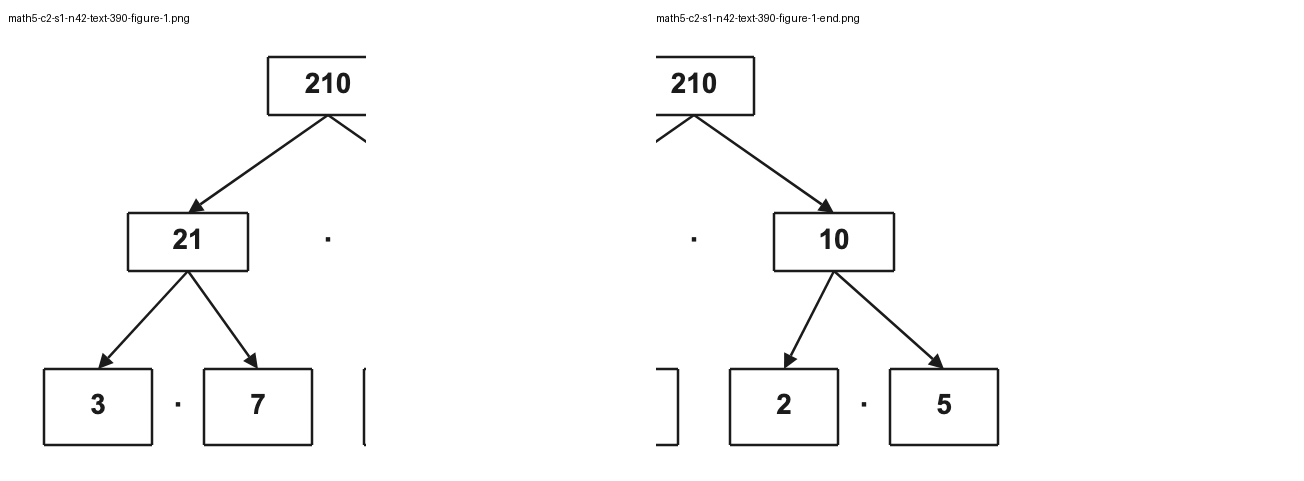 math5-c2-s1-n42-text-390-figure-1.png
math5-c2-s1-n42-text-390-figure-1-end.png
210
210
21 ·
· 10
3 · 7
2 · 5